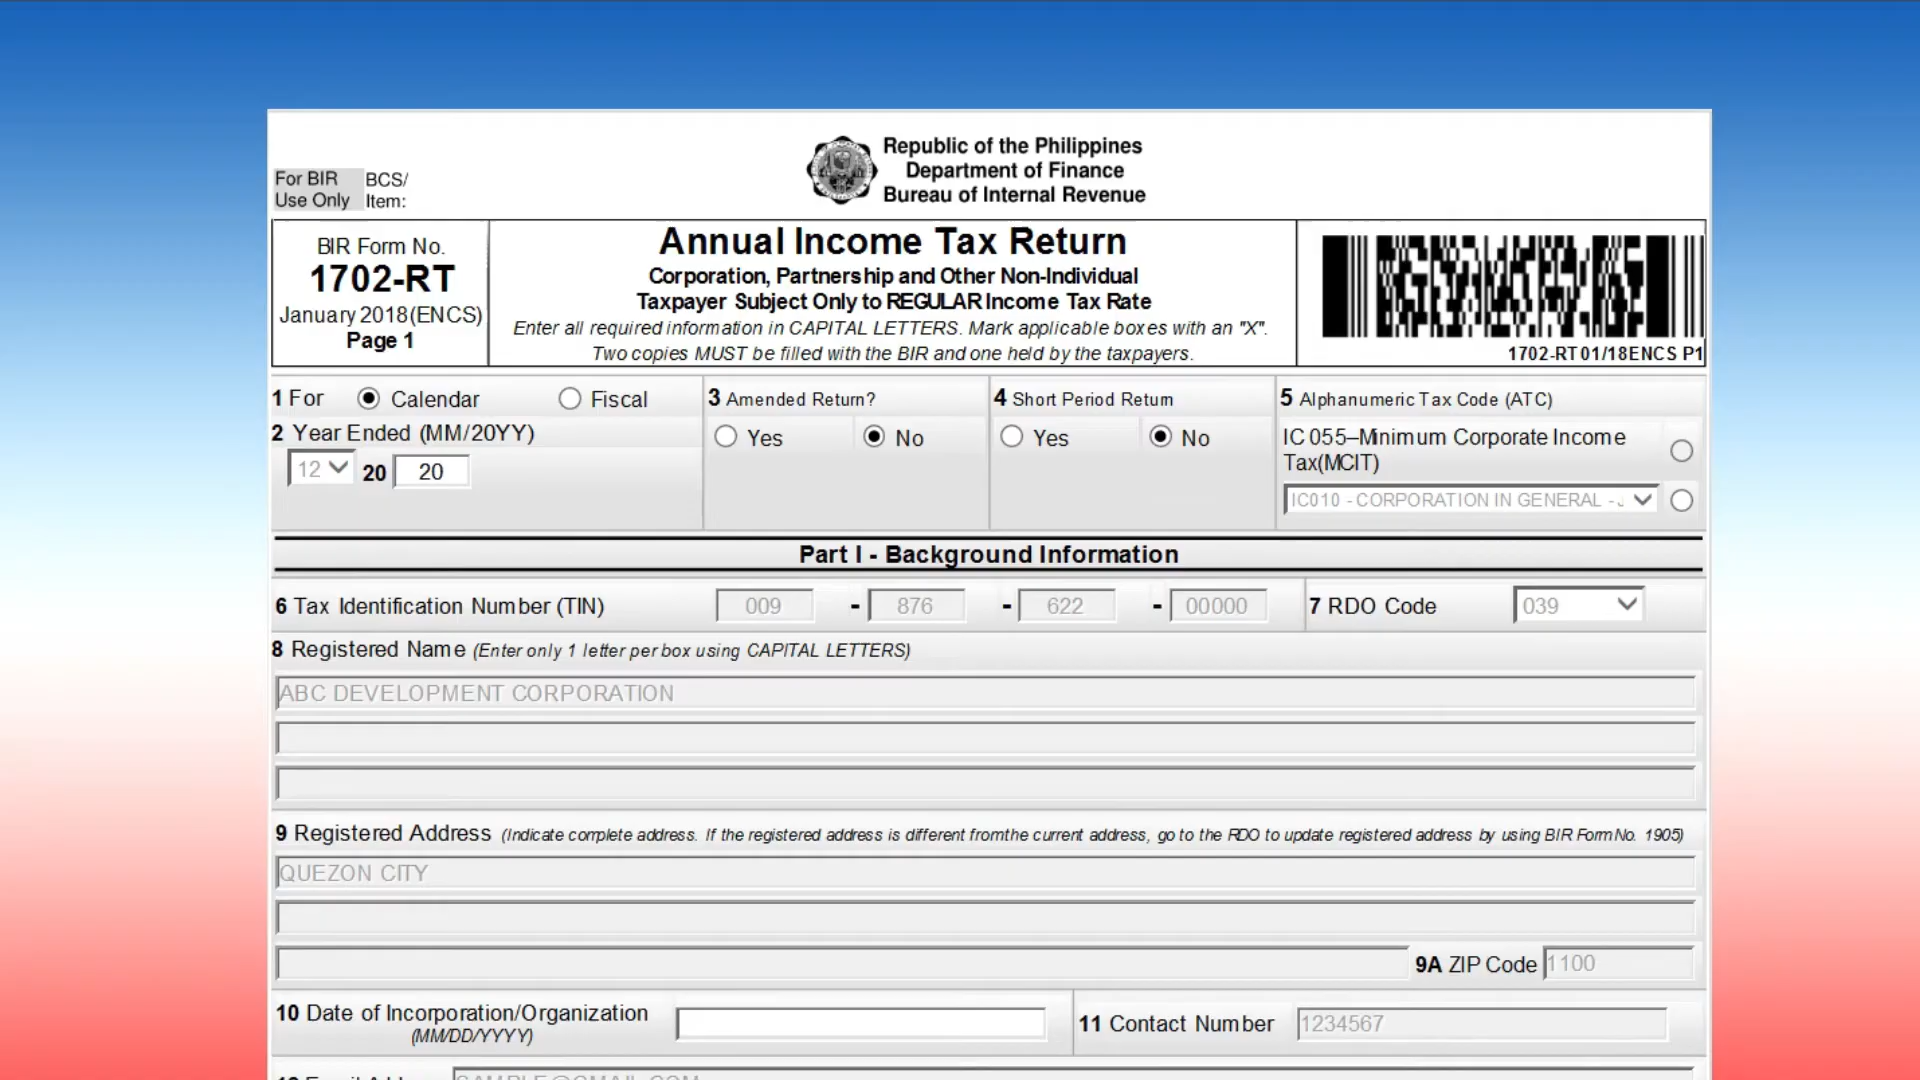 Republic of the Philippines
Department of Finance
Bureau of Internal Revenue
For BIR Use Only
BCS/
Item:
BIR Form No.
1702-RT
January 2018(ENCS)
Page 1
Annual Income Tax Return
Corporation, Partnership and Other Non-Individual
Taxpayer Subject Only to REGULAR Income Tax Rate
Enter all required information in CAPITAL LETTERS. Mark applicable boxes with an "X".
Two copies MUST be filled with the BIR and one held by the taxpayers.
1702-RT01/18ENCS P1
1 For Calendar Fiscal
2 Year Ended (MM/20YY)
12 20 20
3 Amended Return?
Yes No
4 Short Period Return
Yes No
5 Alphanumeric Tax Code (ATC)
IC 055–Minimum Corporate Income
Tax(MCIT)
IC010 - CORPORATION IN GENERAL -
Part I - Background Information
6 Tax Identification Number (TIN) 009 - 876 - 622 - 00000 7 RDO Code 039
8 Registered Name (Enter only 1 letter per box using CAPITAL LETTERS)
ABC DEVELOPMENT CORPORATION
9 Registered Address (Indicate complete address. If the registered address is different from the current address, go to the RDO to update registered address by using BIR Form No. 1905)
QUEZON CITY
9A ZIP Code 1100
10 Date of Incorporation/Organization
(MM/DD/YYYY)
11 Contact Number 1234567